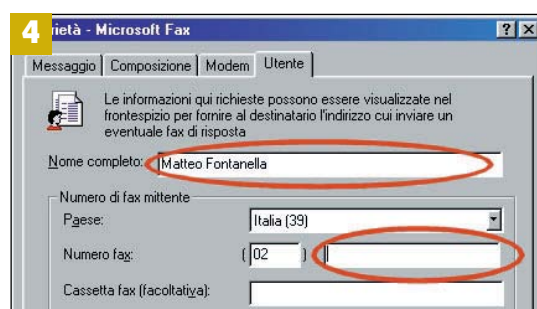 4
rietà - Microsoft Fax
Messaggio Composizione Modem Utente
Le informazioni qui richieste possono essere visualizzate nel
frontespizio per fornire al destinatario l'indirizzo cui inviare un
eventuale fax di risposta
Nome completo: Matteo Fontanella
Numero di fax mittente
Paese: Italia (39)
Numero fax: ( 02 )
Cassetta fax (facoltativa):